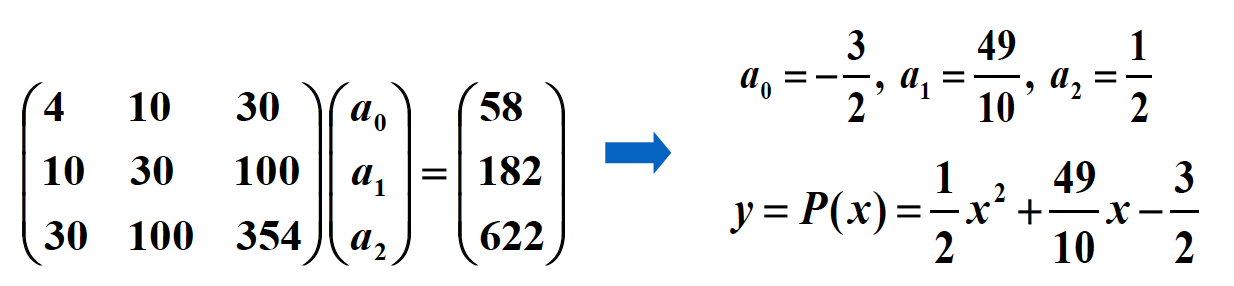 4 10 30 a₀ 58
10 30 100 a₁ = 182
30 100 354 a₂ 622
a₀ = -3/2, a₁ = 49/10, a₂ = 1/2
y = P(x) = 1/2 x² + 49/10 x - 3/2